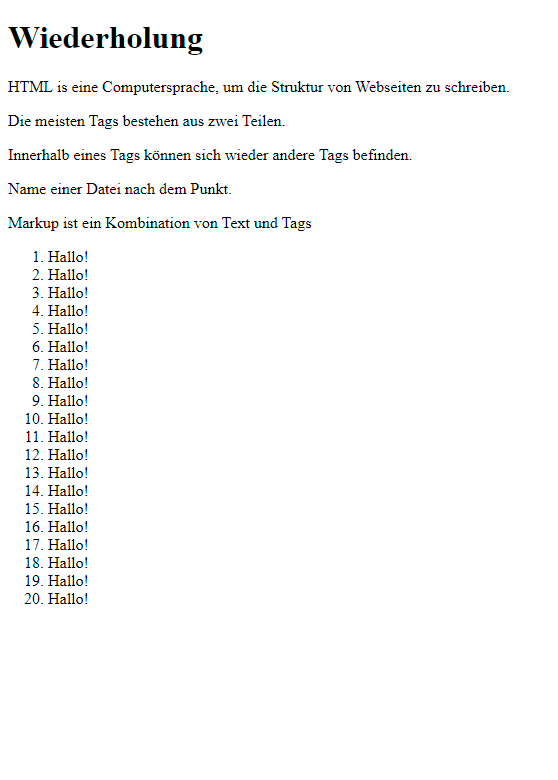 Wiederholung
HTML is eine Computersprache, um die Struktur von Webseiten zu schreiben.
Die meisten Tags bestehen aus zwei Teilen.
Innerhalb eines Tags können sich wieder andere Tags befinden.
Name einer Datei nach dem Punkt.
Markup ist ein Kombination von Text und Tags
1. Hallo!
2. Hallo!
3. Hallo!
4. Hallo!
5. Hallo!
6. Hallo!
7. Hallo!
8. Hallo!
9. Hallo!
10. Hallo!
11. Hallo!
12. Hallo!
13. Hallo!
14. Hallo!
15. Hallo!
16. Hallo!
17. Hallo!
18. Hallo!
19. Hallo!
20. Hallo!